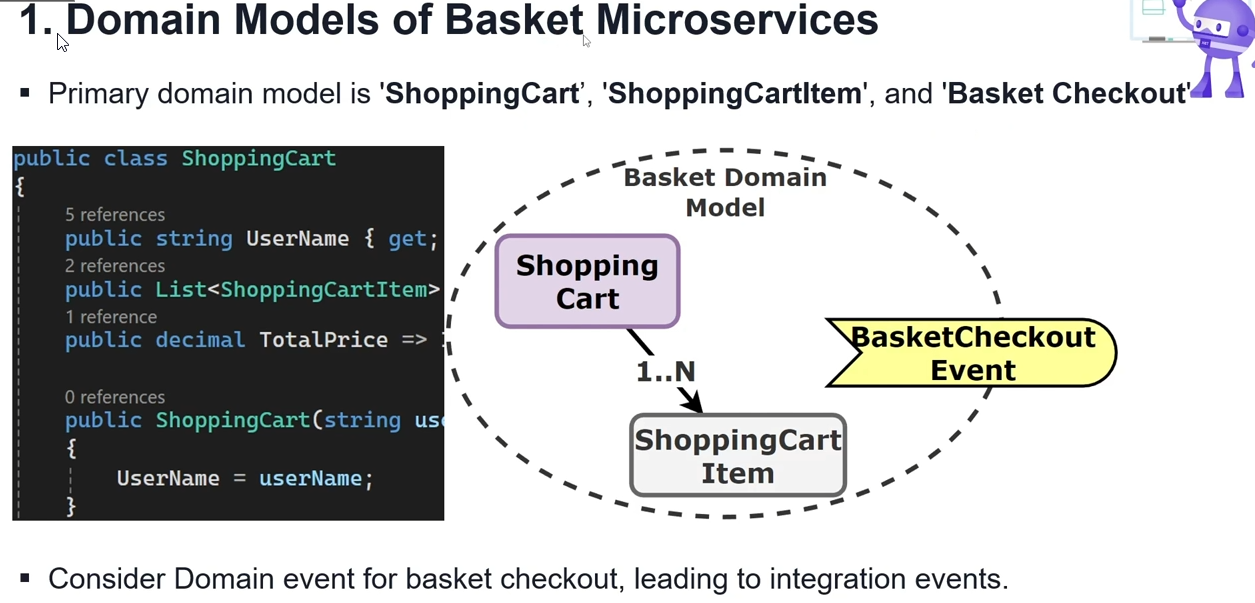 1. Domain Models of Basket Microservices
▪ Primary domain model is 'ShoppingCart’, 'ShoppingCartItem', and 'Basket Checkout'
public class ShoppingCart
{
5 references
public string UserName { get;
2 references
public List<ShoppingCartItem>
1 reference
public decimal TotalPrice =>
0 references
public ShoppingCart(string
{
UserName = userName;
}
Basket Domain
Model
Shopping
Cart
1..N
ShoppingCart
Item
BasketCheckout
Event
▪ Consider Domain event for basket checkout, leading to integration events.